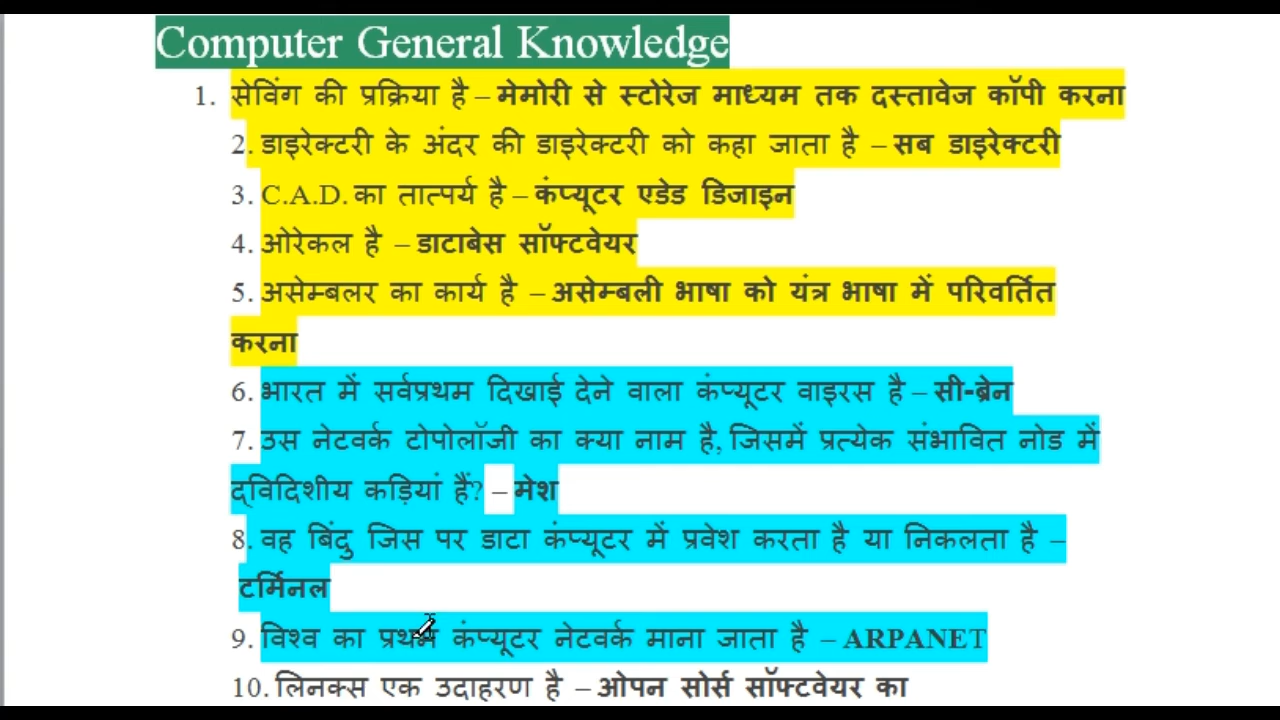 Computer General Knowledge
1. सेविंग की प्रक्रिया है – मेमोरी से स्टोरेज माध्यम तक दस्तावेज कॉपी करना
2. डाइरेक्टरी के अंदर की डाइरेक्टरी को कहा जाता है – सब डाइरेक्टरी
3. C.A.D. का तात्पर्य है – कंप्यूटर एडेड डिजाइन
4. ओरेकल है – डाटाबेस सॉफ्टवेयर
5. असेम्बलर का कार्य है – असेम्बली भाषा को यंत्र भाषा में परिवर्तित
करना
6. भारत में सर्वप्रथम दिखाई देने वाला कंप्यूटर वाइरस है – सी-ब्रेन
7. उस नेटवर्क टोपोलॉजी का क्या नाम है, जिसमें प्रत्येक संभावित नोड में
द्विदिशीय कड़ियां हैं? – मेश
8. वह बिंदु जिस पर डाटा कंप्यूटर में प्रवेश करता है या निकलता है –
टर्मिनल
9. विश्व का प्रथम कंप्यूटर नेटवर्क माना जाता है – ARPANET
10. लिनक्स एक उदाहरण है – ओपन सोर्स सॉफ्टवेयर का